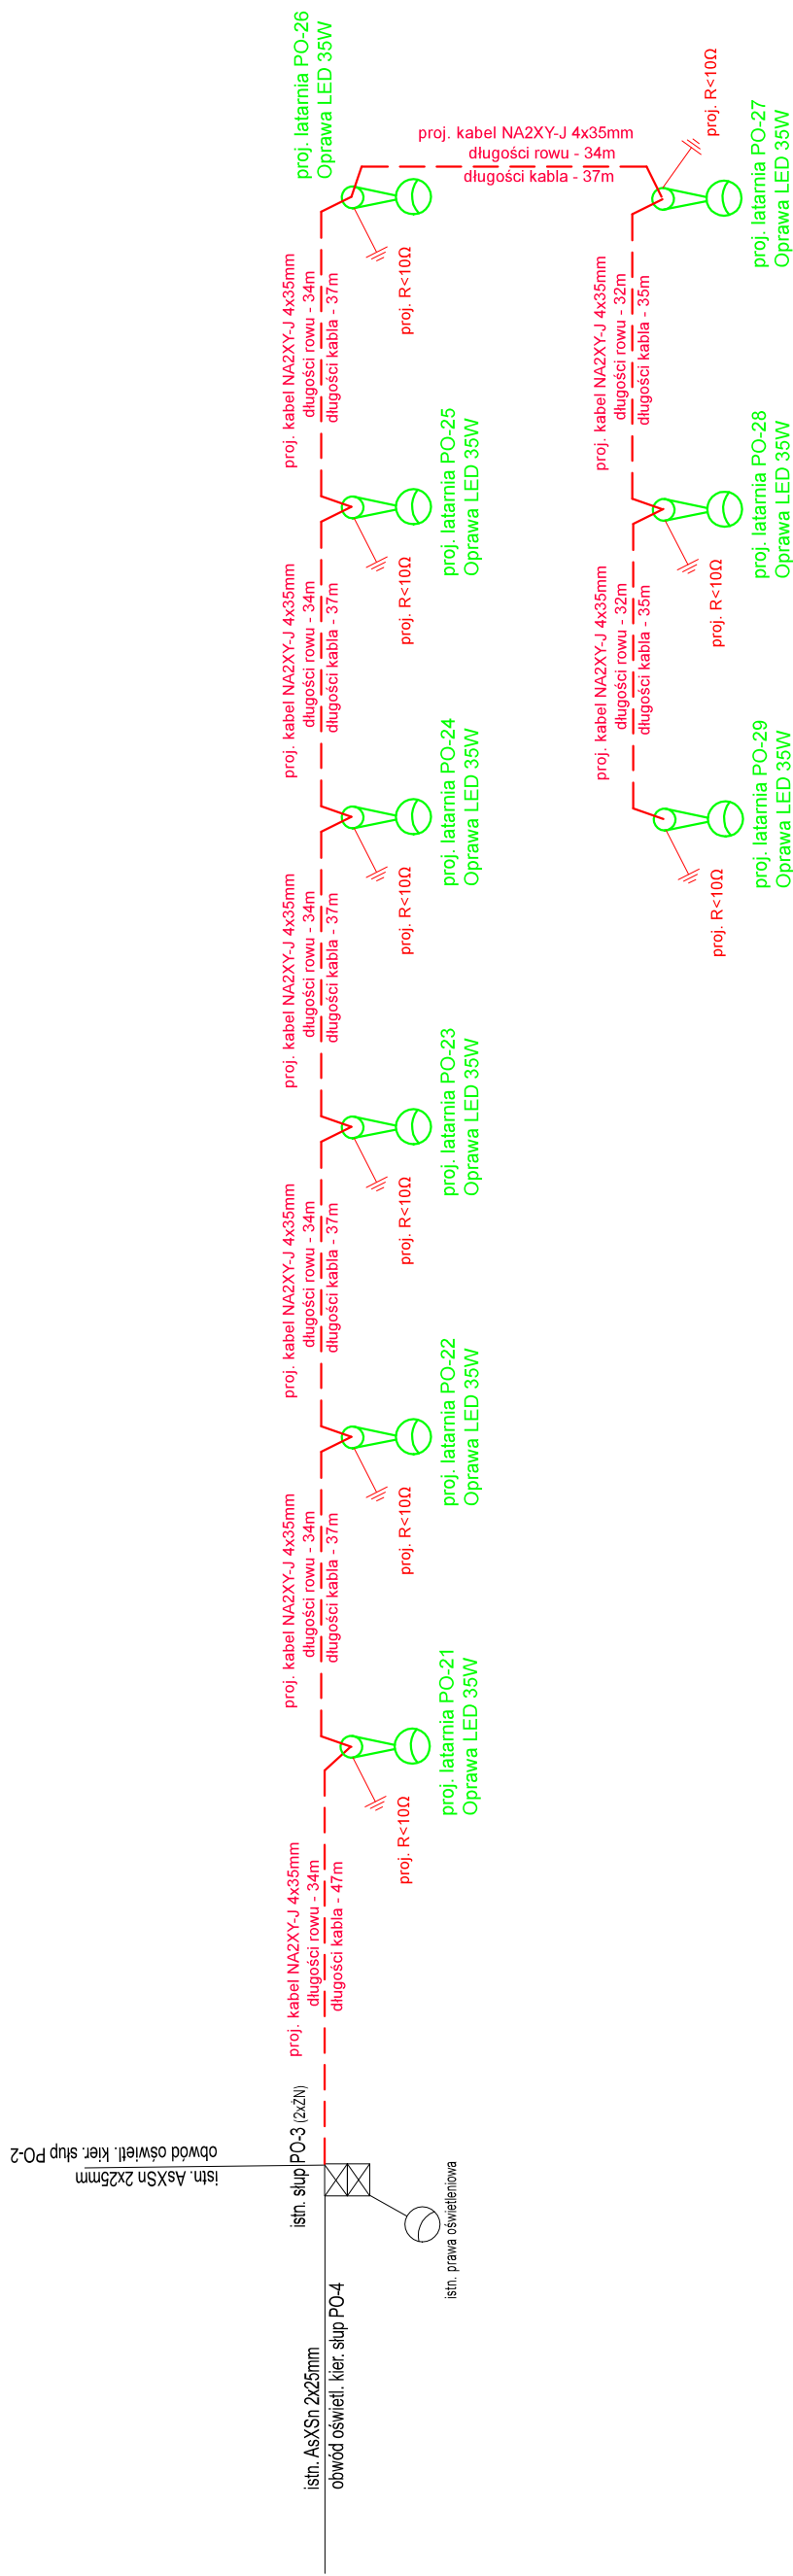 proj. latarnia PO-26
Oprawa LED 35W
proj. kabel NA2XY-J 4x35mm
długości rowu - 34m
długości kabla - 37m
proj. R<10Ω
proj. latarnia PO-27
Oprawa LED 35W
proj. R<10Ω
proj. kabel NA2XY-J 4x35mm
długości rowu - 34m
długości kabla - 37m
proj. kabel NA2XY-J 4x35mm
długości rowu - 32m
długości kabla - 35m
proj. latarnia PO-25
Oprawa LED 35W
proj. R<10Ω
proj. latarnia PO-28
Oprawa LED 35W
proj. R<10Ω
proj. kabel NA2XY-J 4x35mm
długości rowu - 34m
długości kabla - 37m
proj. kabel NA2XY-J 4x35mm
długości rowu - 32m
długości kabla - 35m
proj. latarnia PO-24
Oprawa LED 35W
proj. R<10Ω
proj. latarnia PO-29
Oprawa LED 35W
proj. R<10Ω
proj. kabel NA2XY-J 4x35mm
długości rowu - 34m
długości kabla - 37m
proj. latarnia PO-23
Oprawa LED 35W
proj. R<10Ω
proj. kabel NA2XY-J 4x35mm
długości rowu - 34m
długości kabla - 37m
proj. latarnia PO-22
Oprawa LED 35W
proj. R<10Ω
proj. kabel NA2XY-J 4x35mm
długości rowu - 34m
długości kabla - 37m
proj. latarnia PO-21
Oprawa LED 35W
proj. R<10Ω
proj. kabel NA2XY-J 4x35mm
długości rowu - 34m
długości kabla - 47m
istn. słup PO-3 (2xŻN)
istn. AsXSn 2x25mm
obwód oświetl. kier. słup PO-2
istn. prawa oświetleniowa
istn. AsXSn 2x25mm
obwód oświetl. kier. słup PO-4